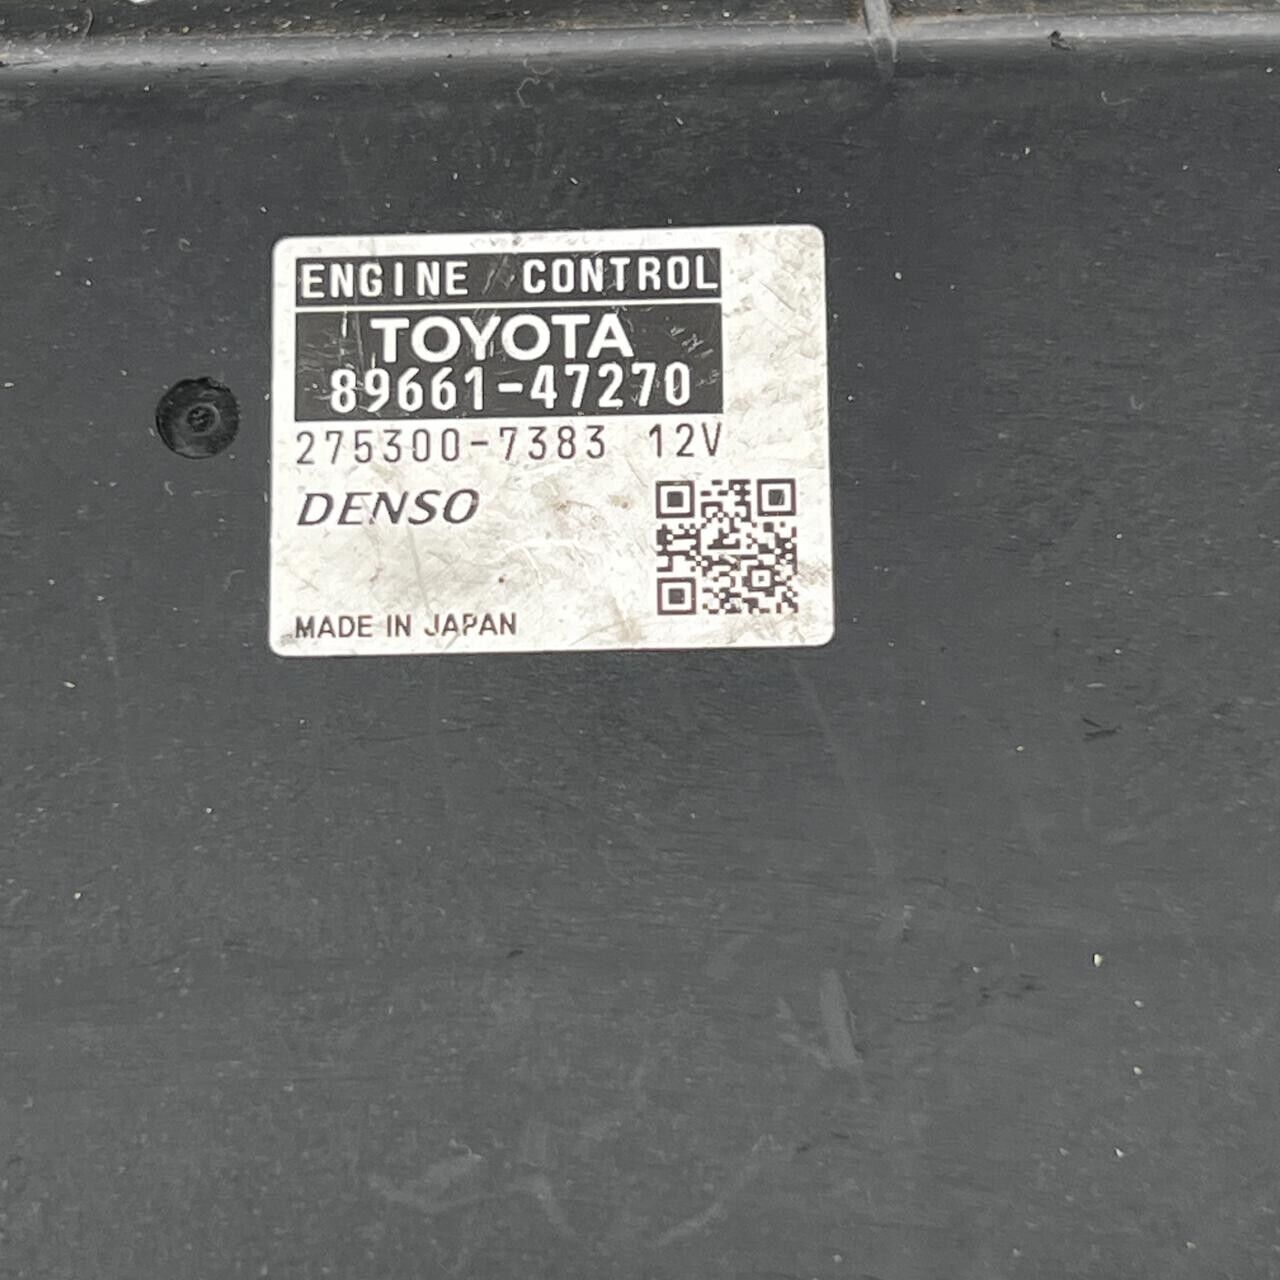 ENGINE CONTROL
TOYOTA
89661-47270
275300-7383 12V
DENSO
MADE IN JAPAN